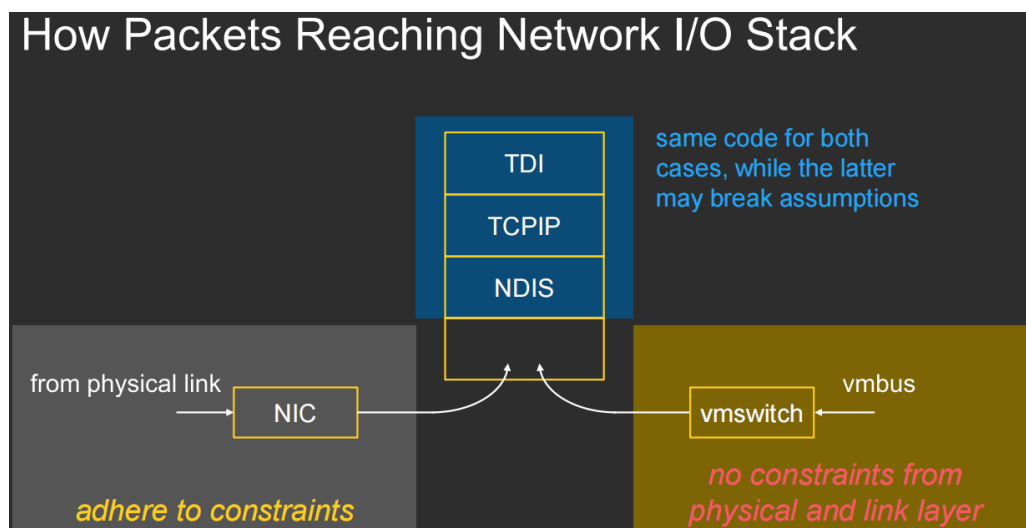 How Packets Reaching Network I/O Stack
TDI
TCPIP
NDIS
same code for both
cases, while the latter
may break assumptions
from physical link
NIC
vmswitch
vmbus
adhere to constraints
no constraints from
physical and link layer